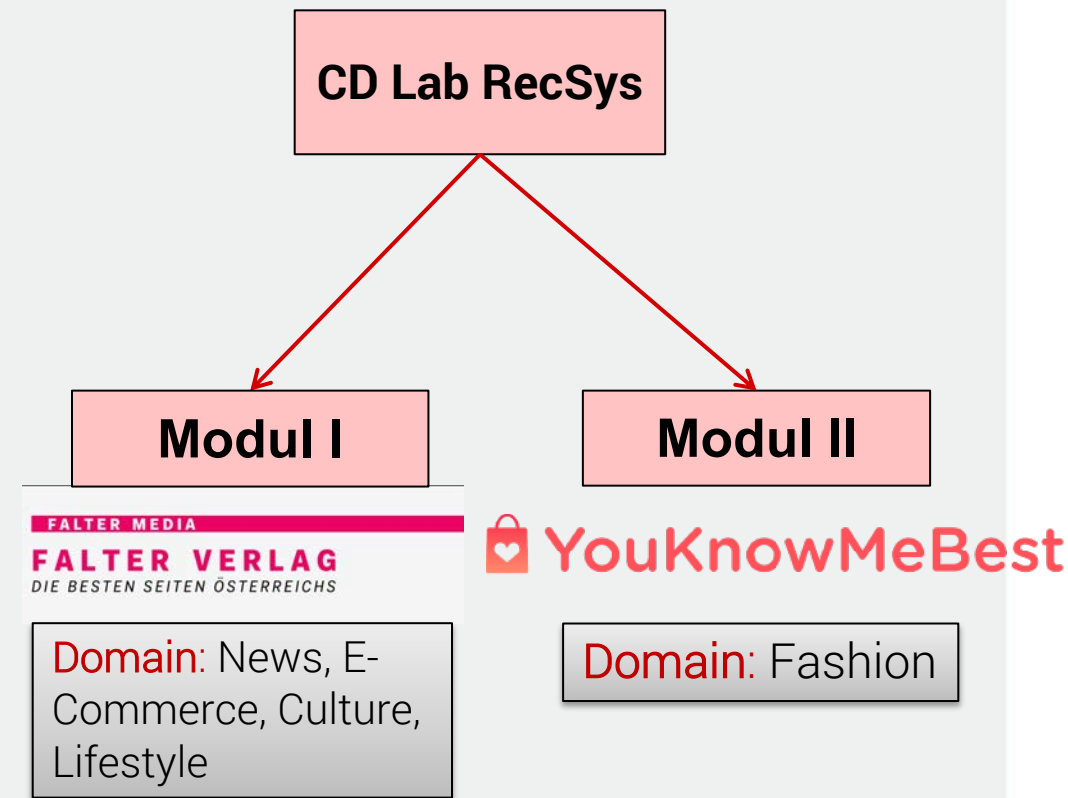 CD Lab RecSys
Modul I
Modul II
FALTER MEDIA
FALTER VERLAG
DIE BESTEN SEITEN ÖSTERREICHS
YouKnowMeBest
Domain: News, E-
Commerce, Culture,
Lifestyle
Domain: Fashion